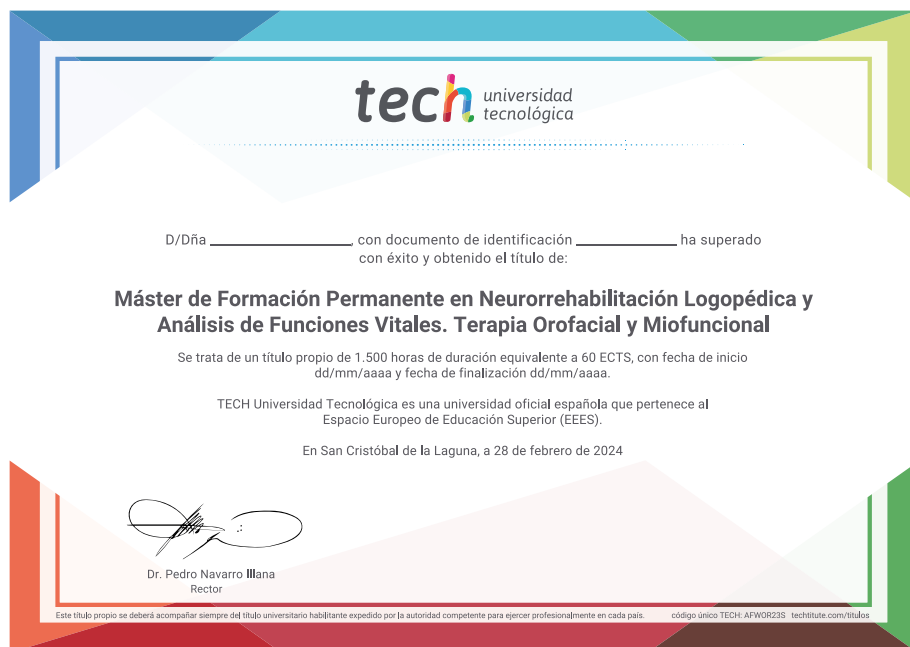 tech universidad
tecnológica
D/Dña ____________, con documento de identificación ____________ ha superado
con éxito y obtenido el título de:
Máster de Formación Permanente en Neurorrehabilitación Logopédica y
Análisis de Funciones Vitales. Terapia Orofacial y Miofuncional
Se trata de un título propio de 1.500 horas de duración equivalente a 60 ECTS, con fecha de inicio
dd/mm/aaaa y fecha de finalización dd/mm/aaaa.
TECH Universidad Tecnológica es una universidad oficial española que pertenece al
Espacio Europeo de Educación Superior (EEES).
En San Cristóbal de la Laguna, a 28 de febrero de 2024
Dr. Pedro Navarro Illana
Rector
Este título propio se deberá acompañar siempre del título universitario habilitante expedido por la autoridad competente para ejercer profesionalmente en cada país. código único TECH: AFWOR23S techtitute.com/titulos